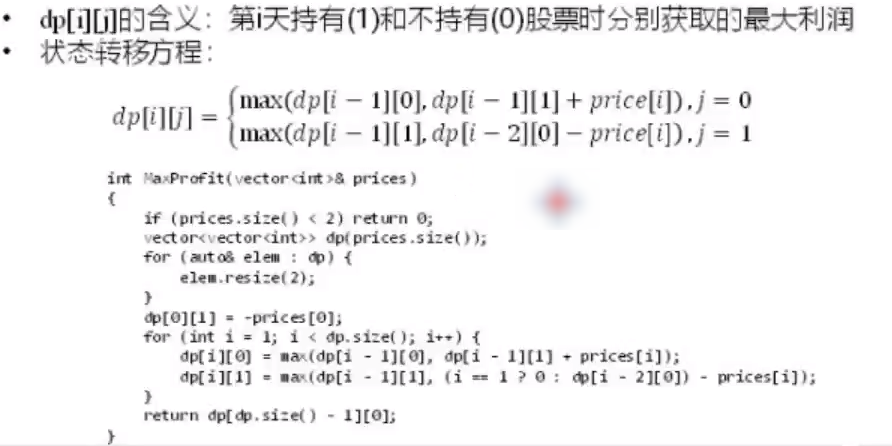 • dp[i][j]的含义：第i天持有(1)和不持有(0)股票时分别获取的最大利润
• 状态转移方程：
dp[i][j] = {max(dp[i − 1][0], dp[i − 1][1] + price[i]), j = 0
max(dp[i − 1][1], dp[i − 2][0] − price[i]), j = 1
int MaxProfit(vector<int>& prices)
{
    if (prices.size() < 2) return 0;
    vector<vector<int>> dp(prices.size());
    for (auto& elem : dp) {
        elem.resize(2);
    }
    dp[0][1] = -prices[0];
    for (int i = 1; i < dp.size(); i++) {
        dp[i][0] = max(dp[i - 1][0], dp[i - 1][1] + prices[i]);
        dp[i][1] = max(dp[i - 1][1], (i == 1 ? 0 : dp[i - 2][0]) - prices[i]);
    }
    return dp[dp.size() - 1][0];
}